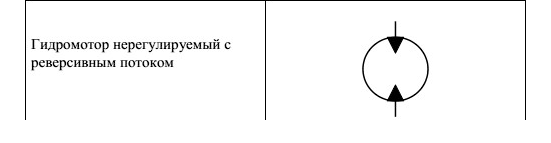 Гидромотор нерегулируемый с
реверсивным потоком